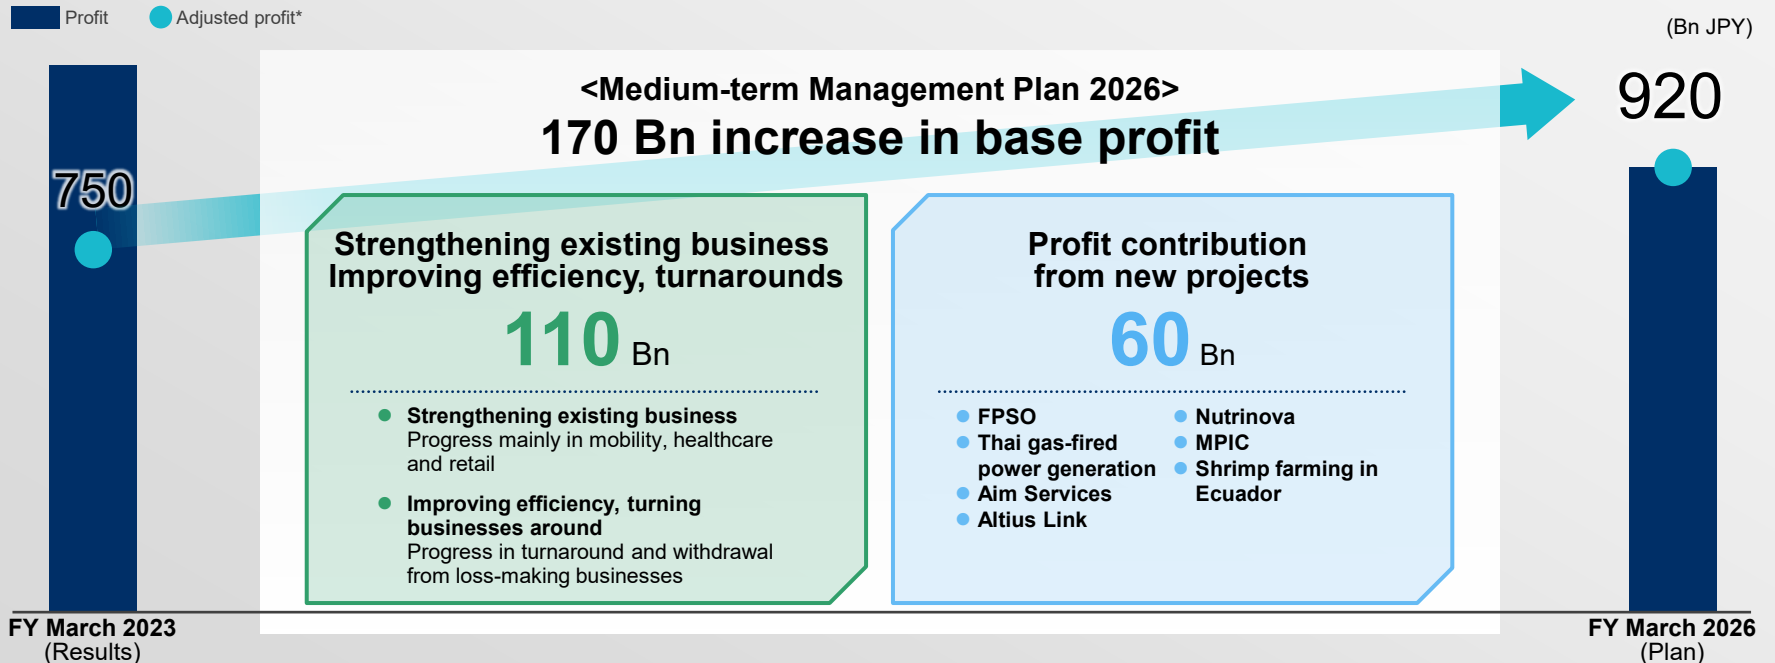 Profit
Adjusted profit*
(Bn JPY)
<Medium-term Management Plan 2026>
170 Bn increase in base profit
750
920
Strengthening existing business
Improving efficiency, turnarounds
110 Bn
● Strengthening existing business
Progress mainly in mobility, healthcare
and retail
● Improving efficiency, turning
businesses around
Progress in turnaround and withdrawal
from loss-making businesses
Profit contribution
from new projects
60 Bn
● FPSO
● Thai gas-fired
power generation
● Aim Services
● Altius Link
● Nutrinova
● MPIC
● Shrimp farming in
Ecuador
FY March 2023
(Results)
FY March 2026
(Plan)